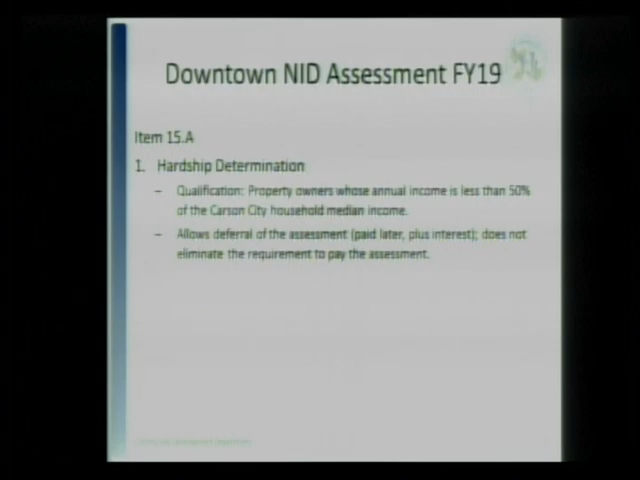 Downtown NID Assessment FY19
Item 15.A
1. Hardship Determination
– Qualification: Property owners whose annual income is less than 50%
of the Carson City household median income.
– Allows deferral of the assessment (paid later, plus interest); does not
eliminate the requirement to pay the assessment.